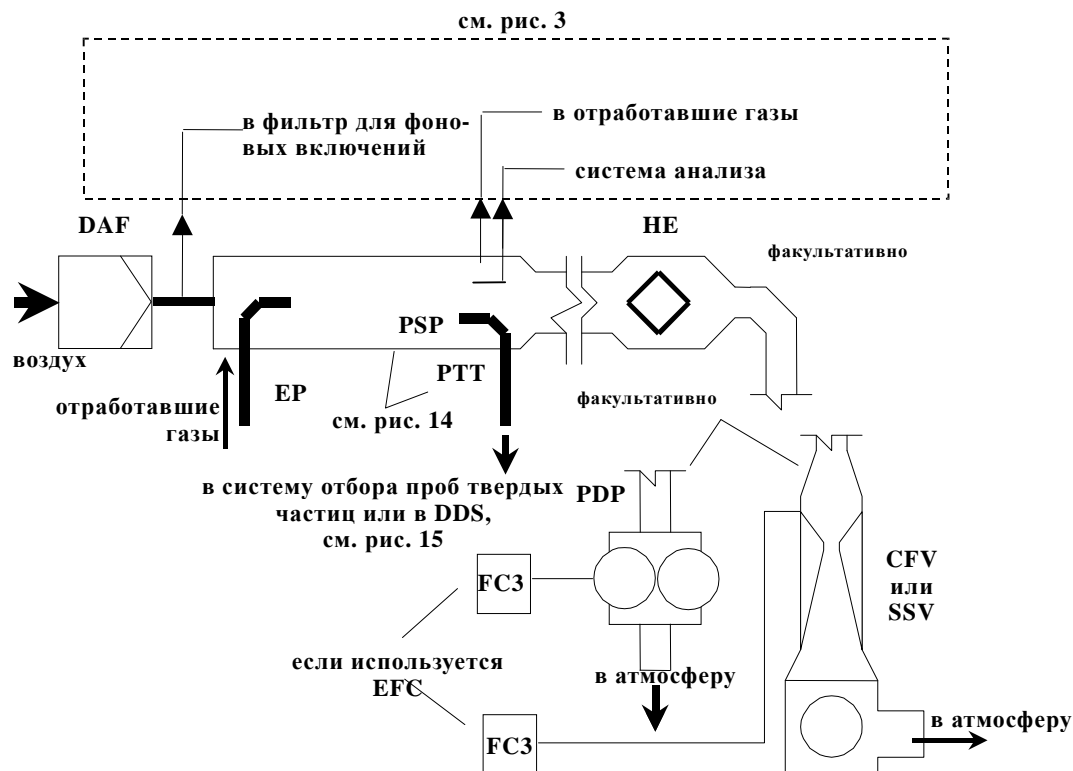 см. рис. 3
в отработавшие газы
в фильтр для фоно-
вых включений
система анализа
DAF
HE
факультативно
воздух
PSP
PTT
EP
отработавшие
газы
см. рис. 14
факультативно
в систему отбора проб твердых
частиц или в DDS,
см. рис. 15
PDP
CFV
или
SSV
FC3
если используется
EFC
в атмосферу
в атмосферу
FC3